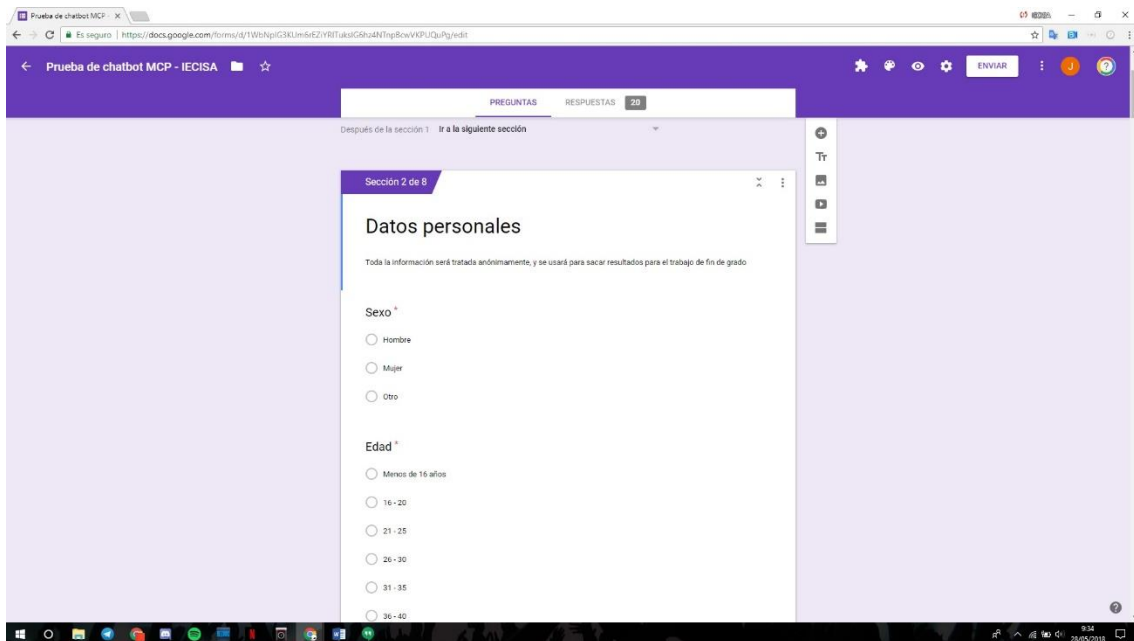 Prueba de chatbot MCP -
Es seguro | https://docs.google.com/forms/d/
/edit
Prueba de chatbot MCP - IECISA
ENVIAR
J
PREGUNTAS RESPUESTAS 20
Después de la sección 1 Ir a la siguiente sección
Sección 2 de 8
Datos personales
Toda la información será tratada anónimamente, y se usará para sacar resultados para el trabajo de fin de grado
Sexo *
Hombre
Mujer
Otro
Edad *
Menos de 16 años
16 - 20
21 - 25
26 - 30
31 - 35
36 - 40
9:34
28/05/2018